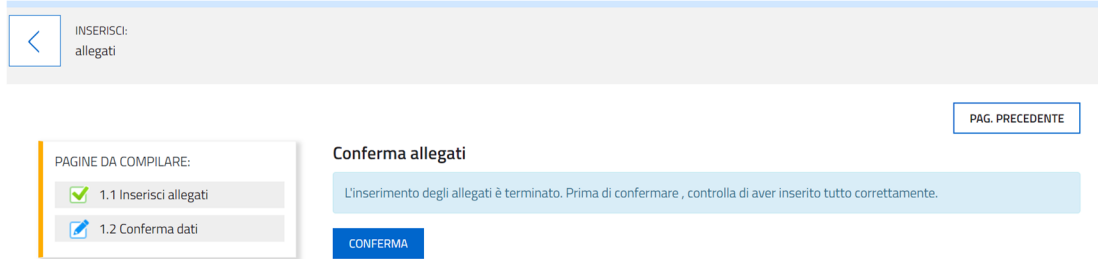 INSERISCI:
allegati
PAG. PRECEDENTE
PAGINE DA COMPILARE:
1.1 Inserisci allegati
1.2 Conferma dati
Conferma allegati
L'inserimento degli allegati è terminato. Prima di confermare , controlla di aver inserito tutto correttamente.
CONFERMA